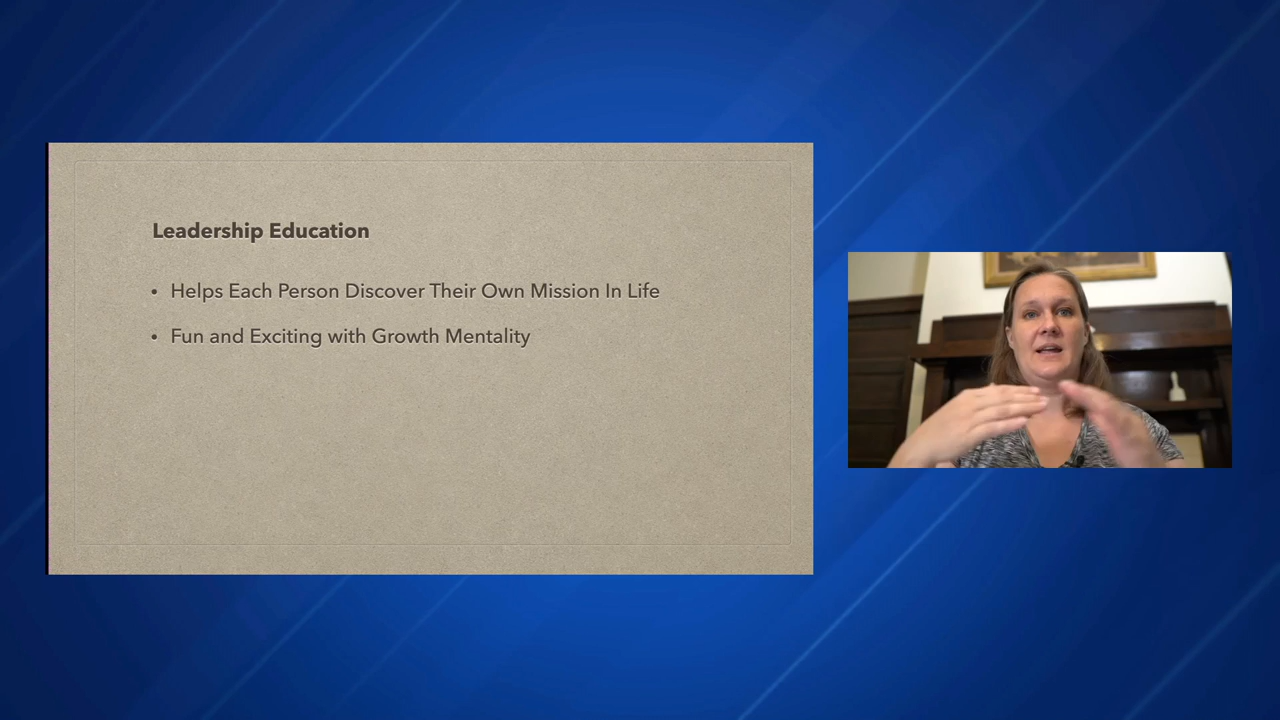 Leadership Education
• Helps Each Person Discover Their Own Mission In Life
• Fun and Exciting with Growth Mentality